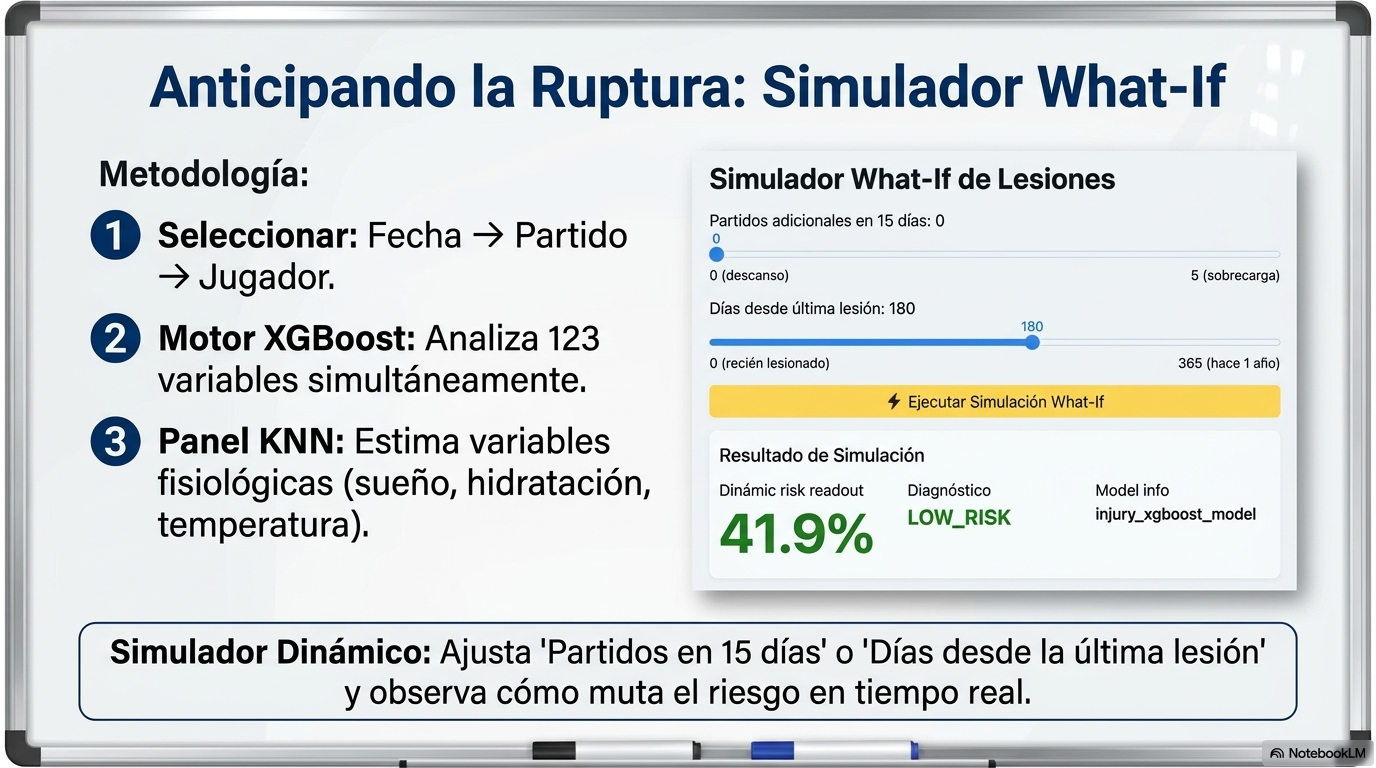 Anticipando la Ruptura: Simulador What-If
Metodología:
1 Seleccionar: Fecha → Partido
→ Jugador.
2 Motor XGBoost: Analiza 123
variables simultáneamente.
3 Panel KNN: Estima variables
fisiológicas (sueño, hidratación,
temperatura).
Simulador What-If de Lesiones
Partidos adicionales en 15 días: 0
0
0 (descanso) 5 (sobrecarga)
Días desde última lesión: 180
180
0 (recién lesionado) 365 (hace 1 año)
Ejecutar Simulación What-If
Resultado de Simulación
Dinámic risk readout Diagnóstico Model info
41.9% LOW_RISK injury_xgboost_model
Simulador Dinámico: Ajusta 'Partidos en 15 días' o 'Días desde la última lesión'
y observa cómo muta el riesgo en tiempo real.
NotebookLM